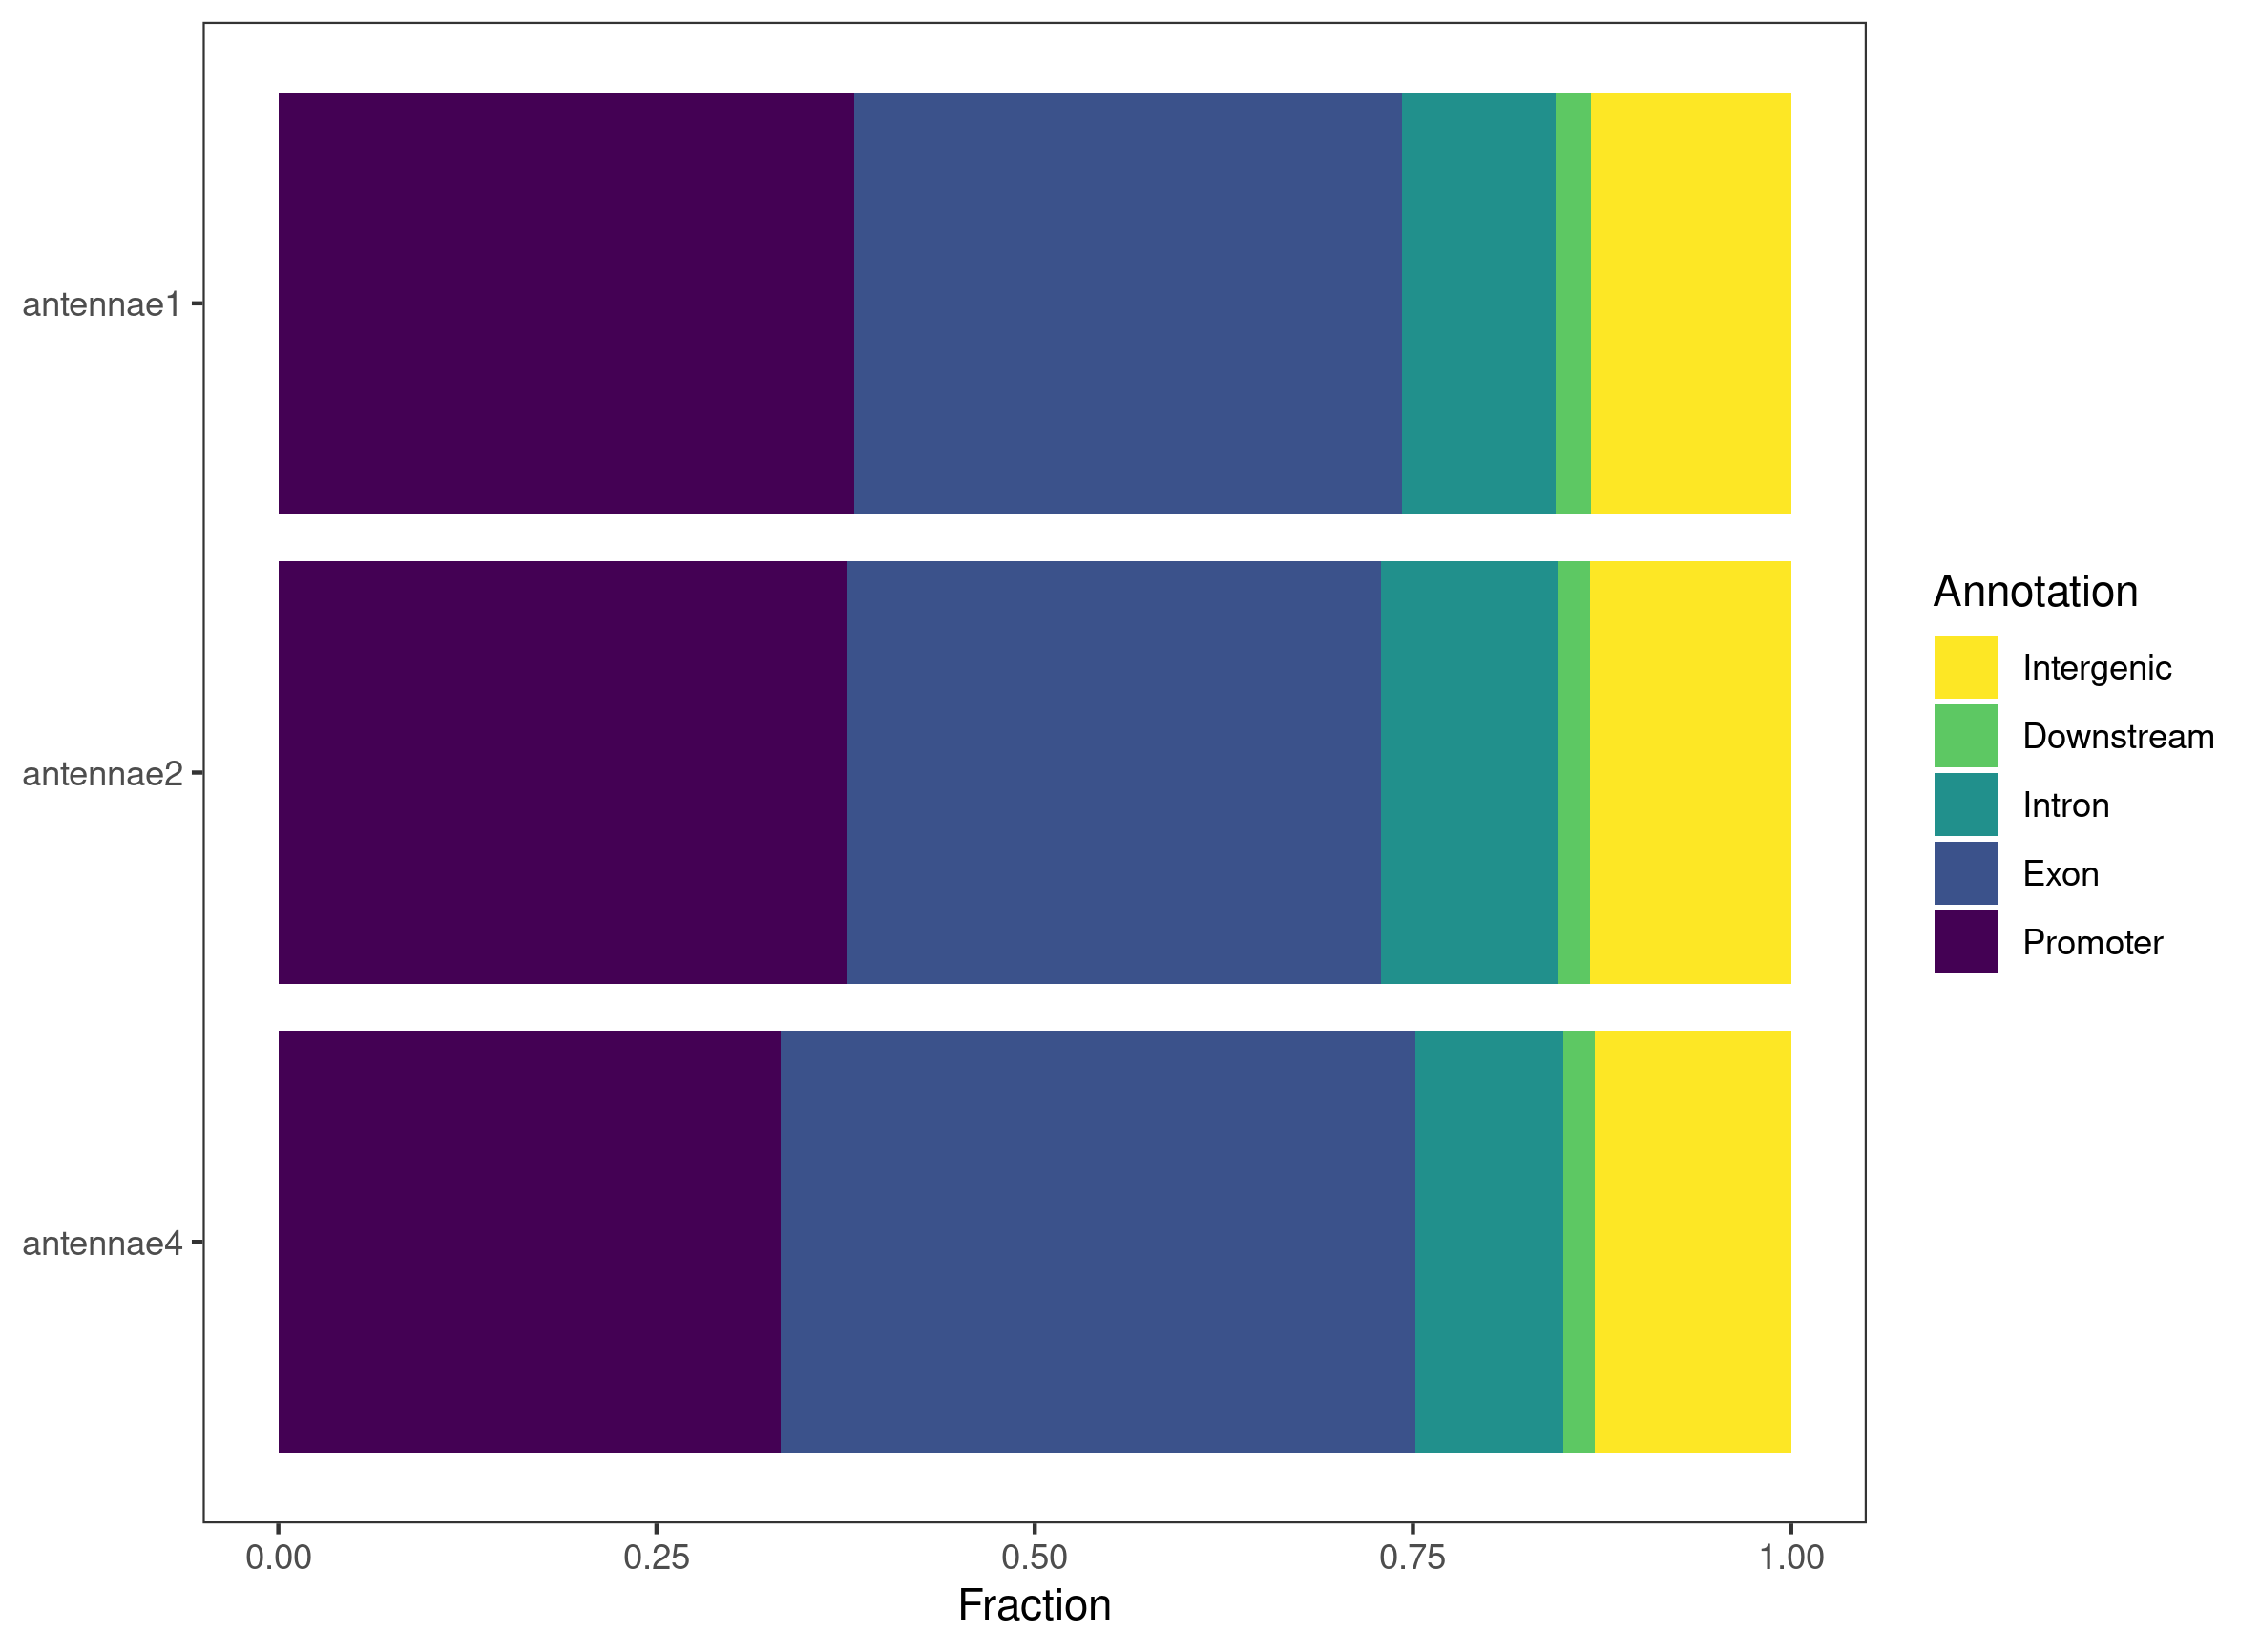 antennae1
antennae2
antennae4
0.00 0.25 0.50 0.75 1.00
Fraction
Annotation
Intergenic
Downstream
Intron
Exon
Promoter